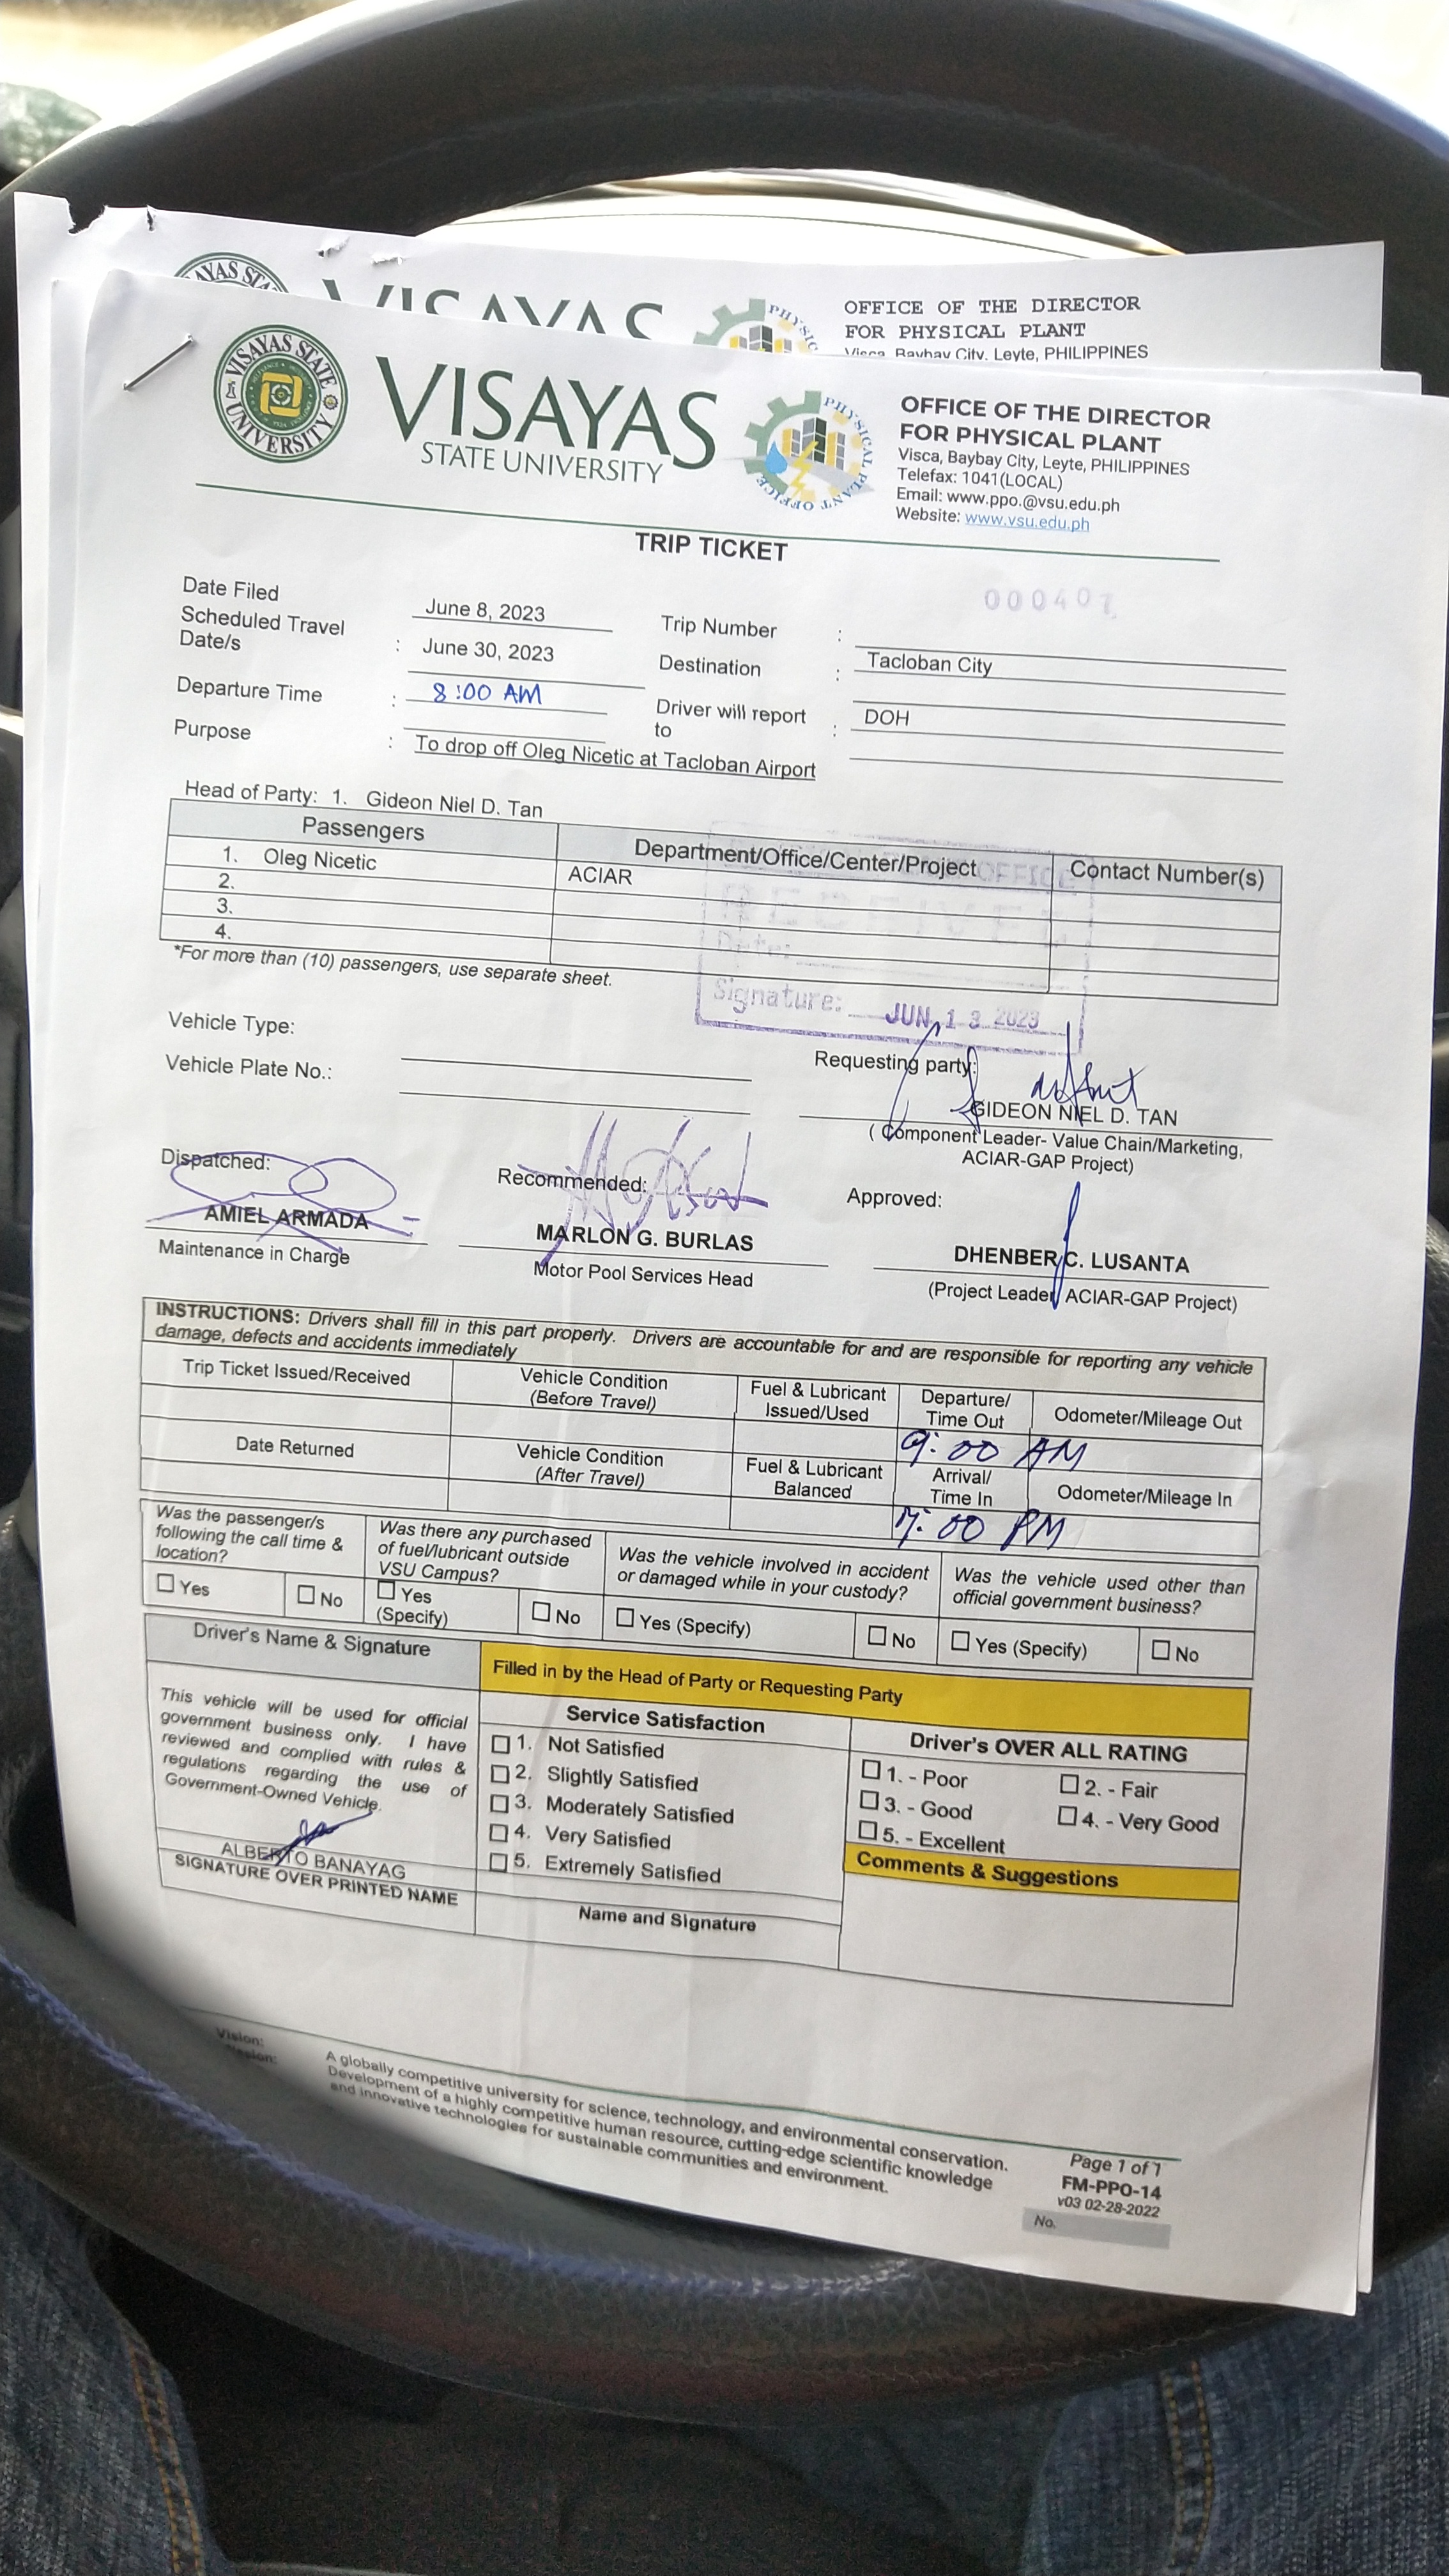 OFFICE OF THE DIRECTOR
FOR PHYSICAL PLANT
Visca, Baybay City, Leyte, PHILIPPINES
VISAYAS STATE UNIVERSITY
VISAYAS
STATE UNIVERSITY
PHYSICAL PLANT OFFICE
OFFICE OF THE DIRECTOR
FOR PHYSICAL PLANT
Visca, Baybay City, Leyte, PHILIPPINES
Telefax: 1041(LOCAL)
Email: www.ppo.@vsu.edu.ph
Website: www.vsu.edu.ph
TRIP TICKET
Date Filed June 8, 2023 Trip Number :
Scheduled Travel Date/s : June 30, 2023 Destination : Tacloban City
Departure Time : 8:00 AM Driver will report to : DOH
Purpose : To drop off Oleg Nicetic at Tacloban Airport
Head of Party: 1. Gideon Niel D. Tan
Passengers Department/Office/Center/Project Contact Number(s)
1. Oleg Nicetic ACIAR
2.
3.
4.
*For more than (10) passengers, use separate sheet.
RECEIVED
Date:
Signature: JUN 13 2023
Vehicle Type:
Vehicle Plate No.:
Requesting party:
GIDEON NIEL D. TAN
( Component Leader- Value Chain/Marketing,
ACIAR-GAP Project)
Dispatched: Recommended: Approved:
AMIEL ARMADA MARLON G. BURLAS DHENBER C. LUSANTA
Maintenance in Charge Motor Pool Services Head (Project Leader ACIAR-GAP Project)
INSTRUCTIONS: Drivers shall fill in this part properly. Drivers are accountable for and are responsible for reporting any vehicle
damage, defects and accidents immediately
Trip Ticket Issued/Received Vehicle Condition (Before Travel) Fuel & Lubricant Issued/Used Departure/ Time Out Odometer/Mileage Out
9:00 AM
Date Returned Vehicle Condition (After Travel) Fuel & Lubricant Balanced Arrival/ Time In Odometer/Mileage In
7:00 PM
Was the passenger/s following the call time & location? Was there any purchased of fuel/lubricant outside VSU Campus? Was the vehicle involved in accident or damaged while in your custody? Was the vehicle used other than official government business?
Yes No Yes (Specify) No Yes (Specify) No Yes (Specify) No
Driver's Name & Signature
Filled in by the Head of Party or Requesting Party
This vehicle will be used for official
government business only. I have
reviewed and complied with rules &
regulations regarding the use of
Government-Owned Vehicle.
ALBERTO BANAYAG
SIGNATURE OVER PRINTED NAME
Service Satisfaction
1. Not Satisfied
2. Slightly Satisfied
3. Moderately Satisfied
4. Very Satisfied
5. Extremely Satisfied
Name and Signature
Driver's OVER ALL RATING
1. - Poor 2. - Fair
3. - Good 4. - Very Good
5. - Excellent
Comments & Suggestions
Vision: A globally competitive university for science, technology, and environmental conservation.
Development of a highly competitive human resource, cutting-edge scientific knowledge
and innovative technologies for sustainable communities and environment.
Page 1 of 1
FM-PPO-14
v03 02-28-2022
No.